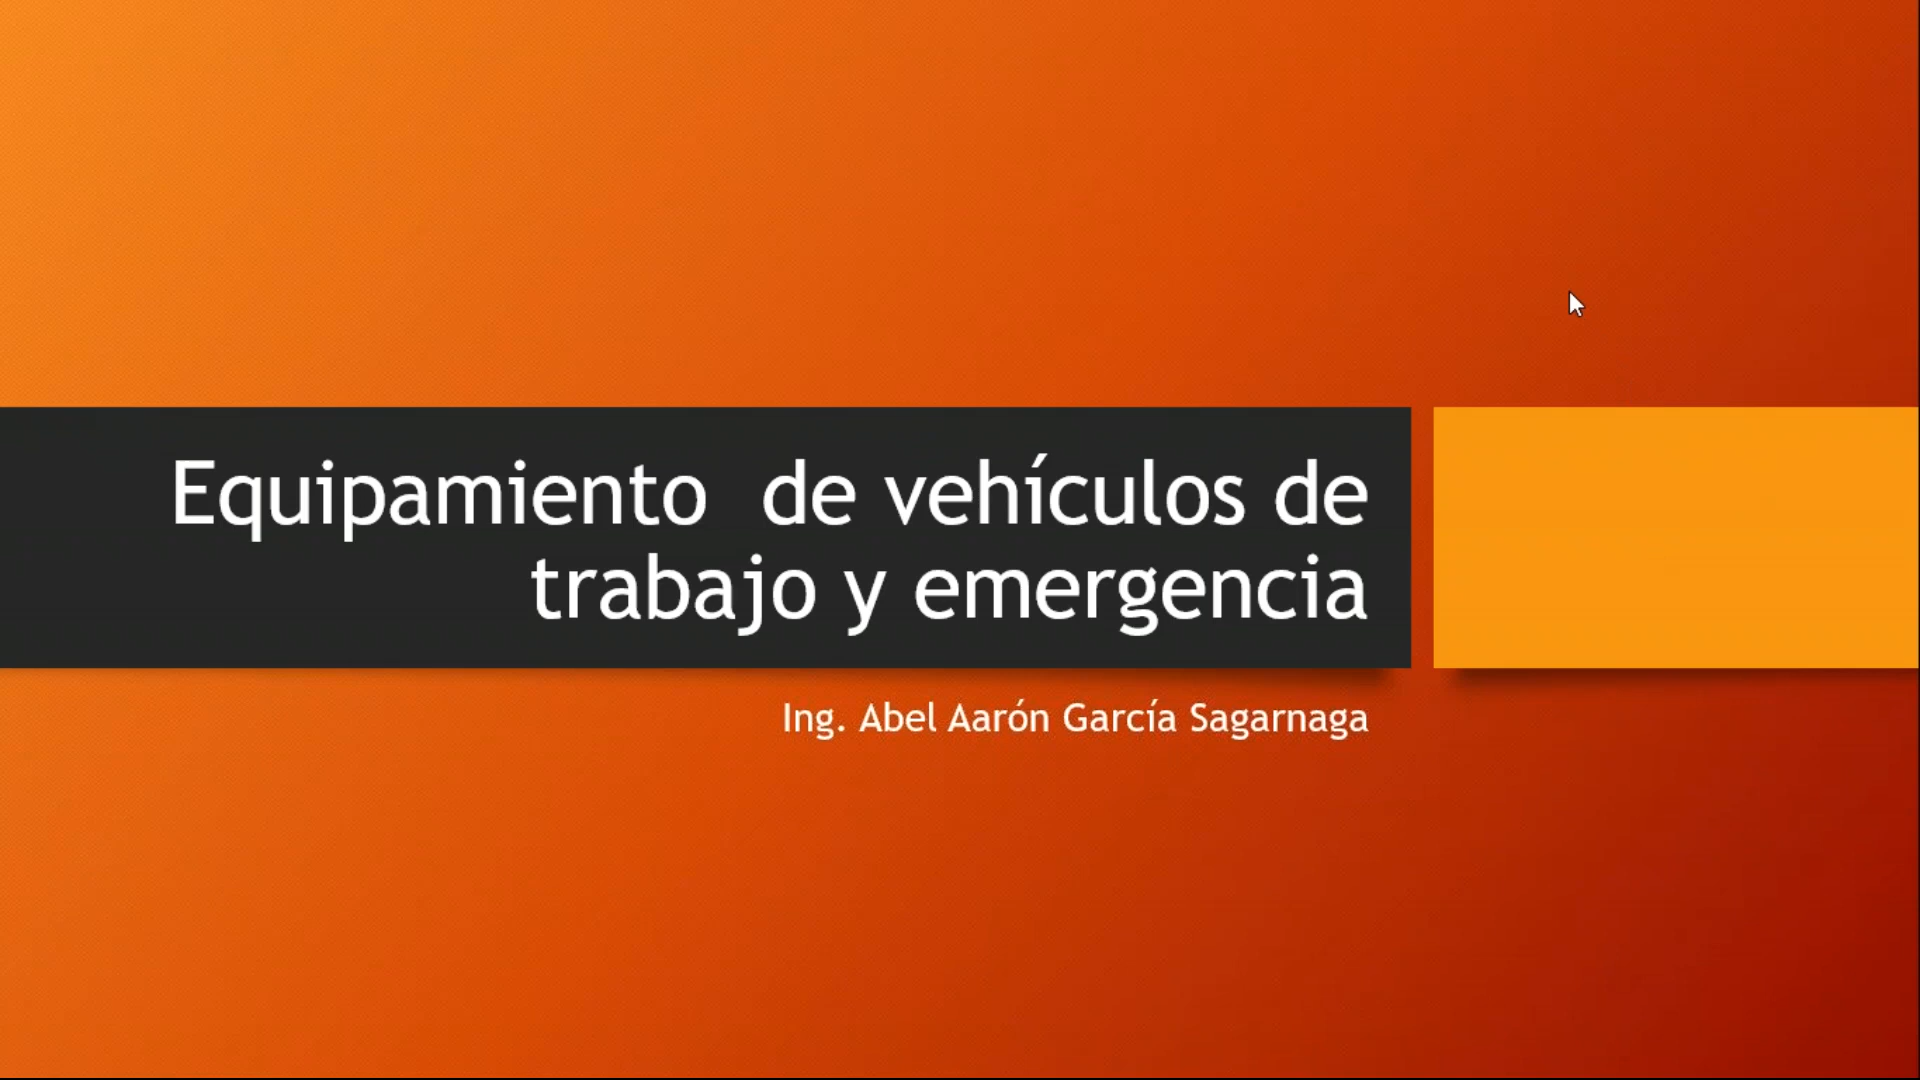 Equipamiento  de vehículos de
trabajo y emergencia
Ing. Abel Aarón García Sagarnaga